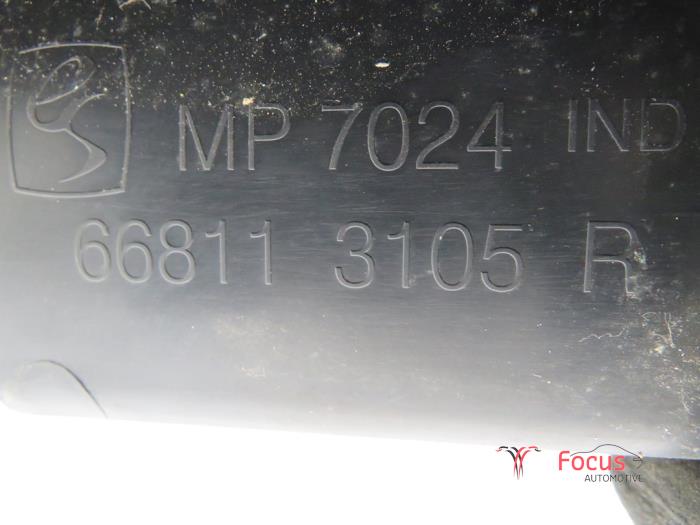 MP 7024 IND
66811 3105 R
Focus
AUTOMOTIVE